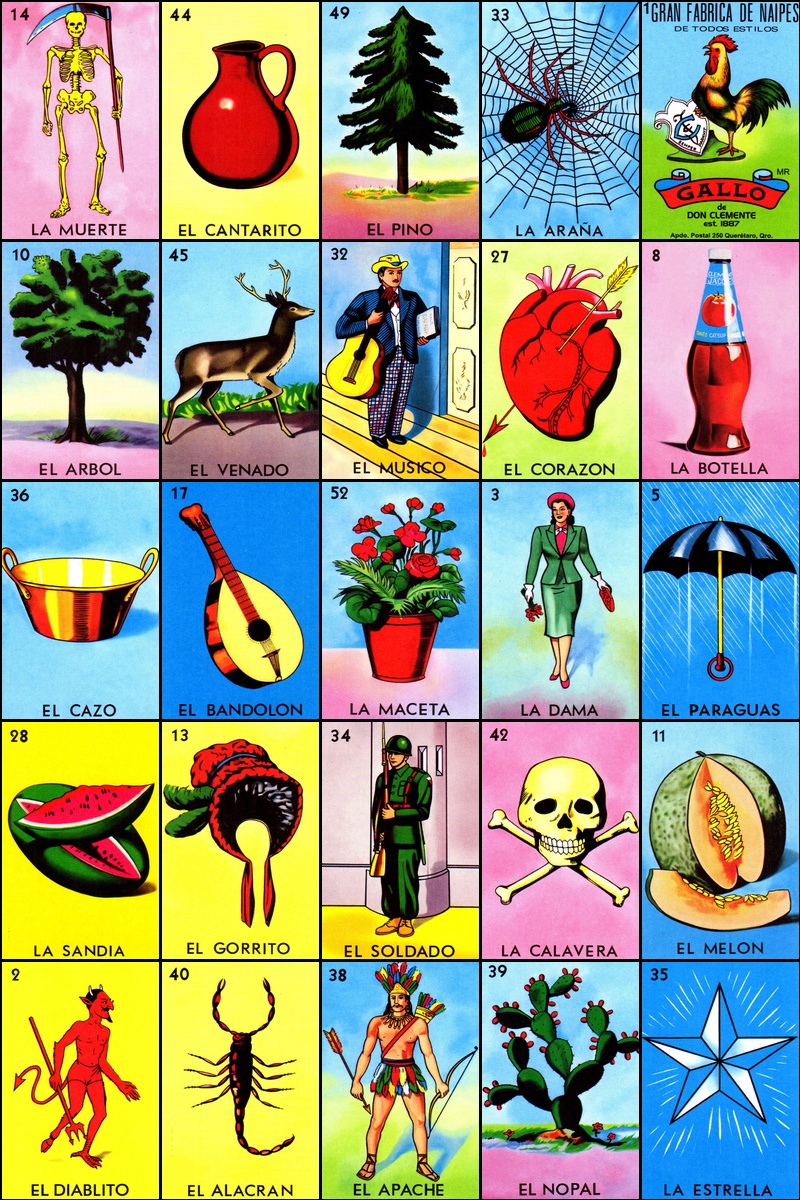 14
LA MUERTE
44
EL CANTARITO
49
EL PINO
33
LA ARAÑA
1
GRAN FABRICA DE NAIPES
DE TODOS ESTILOS
GALLO
MR
de
DON CLEMENTE
est. 1887
Apdo. Postal 250 Querétaro, Qro.
10
EL ARBOL
45
EL VENADO
32
EL MUSICO
27
EL CORAZON
8
LA BOTELLA
36
EL CAZO
17
EL BANDOLON
52
LA MACETA
3
LA DAMA
5
EL PARAGUAS
28
LA SANDIA
13
EL GORRITO
34
EL SOLDADO
42
LA CALAVERA
11
EL MELON
2
EL DIABLITO
40
EL ALACRAN
38
EL APACHE
39
EL NOPAL
35
LA ESTRELLA